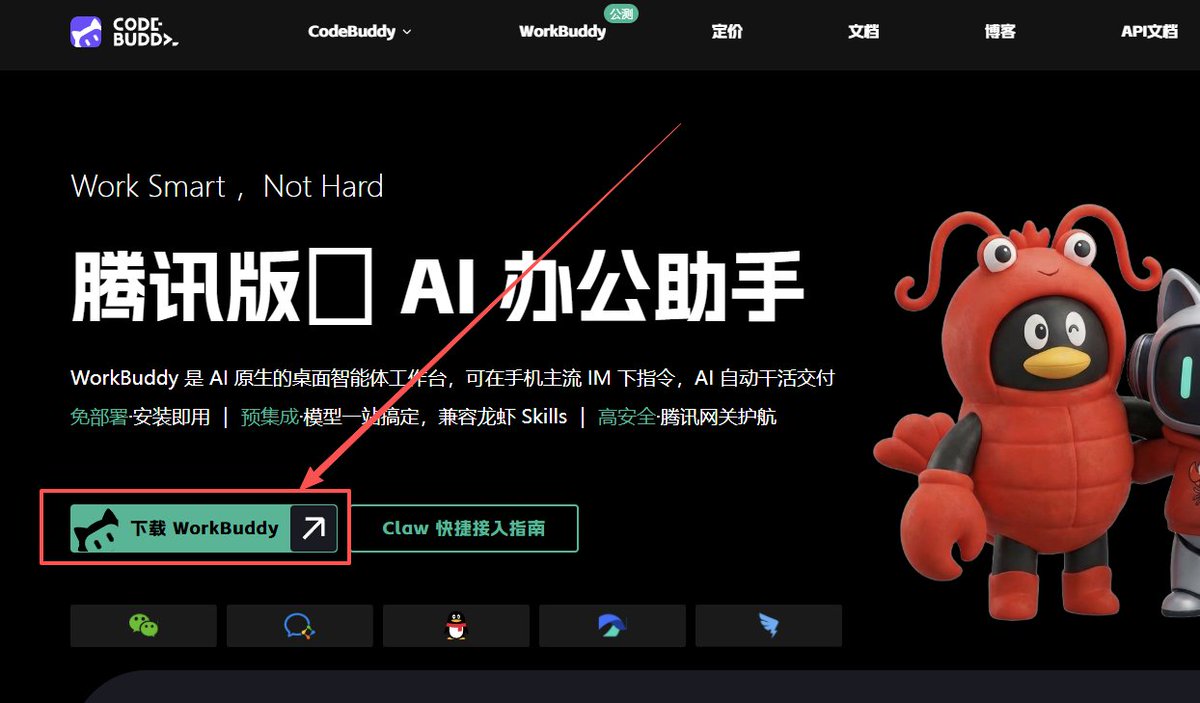 CODE-
BUDD>_
CodeBuddy
WorkBuddy
公测
定价
文档
博客
API文档
Work Smart ，Not Hard
腾讯版 AI 办公助手
WorkBuddy 是 AI 原生的桌面智能体工作台，可在手机主流 IM 下指令，AI 自动干活交付
免部署·安装即用 | 预集成·模型一站搞定，兼容龙虾 Skills | 高安全·腾讯网关护航
下载 WorkBuddy
Claw 快捷接入指南